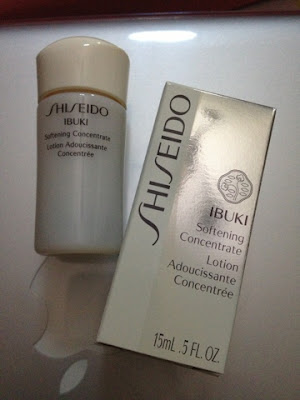 SHISEIDO
IBUKI
Softening Concentrate
Lotion Adoucissante
Concentrée
SHISEIDO
IBUKI
Softening
Concentrate
Lotion
Adoucissante
Concentrée
15mL .5 FL.OZ.